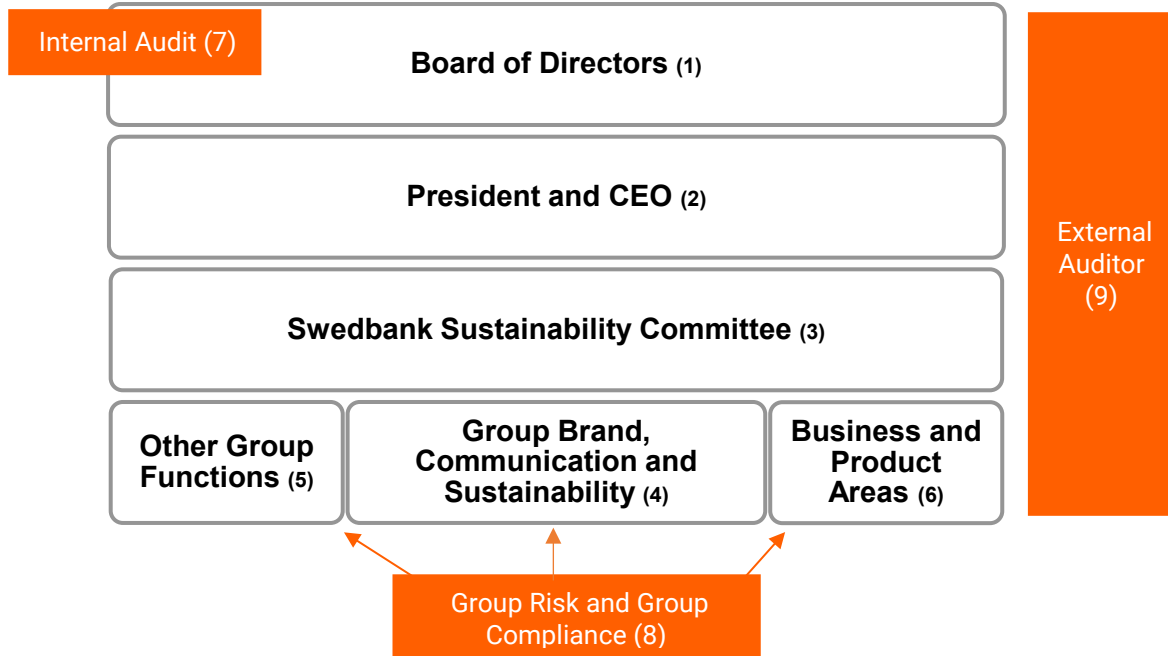 Internal Audit (7)
Board of Directors (1)
President and CEO (2)
Swedbank Sustainability Committee (3)
Other Group
Functions (5)
Group Brand,
Communication and
Sustainability (4)
Business and
Product
Areas (6)
External
Auditor
(9)
Group Risk and Group
Compliance (8)